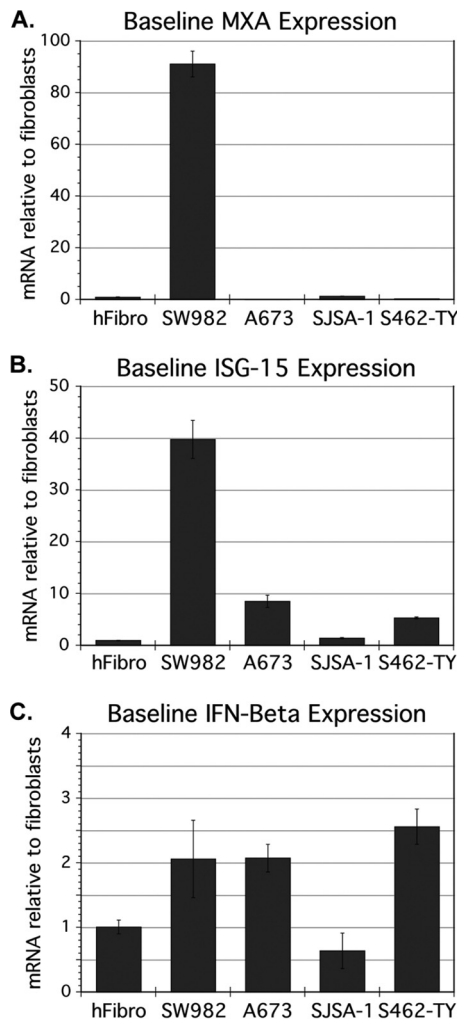 A. Baseline MXA Expression
mRNA relative to fibroblasts
100
80
60
40
20
0
hFibro SW982 A673 SJSA-1 S462-TY
B. Baseline ISG-15 Expression
mRNA relative to fibroblasts
50
40
30
20
10
0
hFibro SW982 A673 SJSA-1 S462-TY
C. Baseline IFN-Beta Expression
mRNA relative to fibroblasts
4
3
2
2
1
0
hFibro SW982 A673 SJSA-1 S462-TY